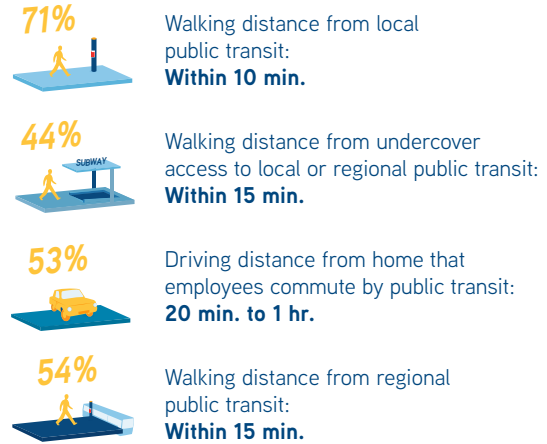 71%
Walking distance from local
public transit:
Within 10 min.
44%
SUBWAY
Walking distance from undercover
access to local or regional public transit:
Within 15 min.
53%
Driving distance from home that
employees commute by public transit:
20 min. to 1 hr.
54%
Walking distance from regional
public transit:
Within 15 min.